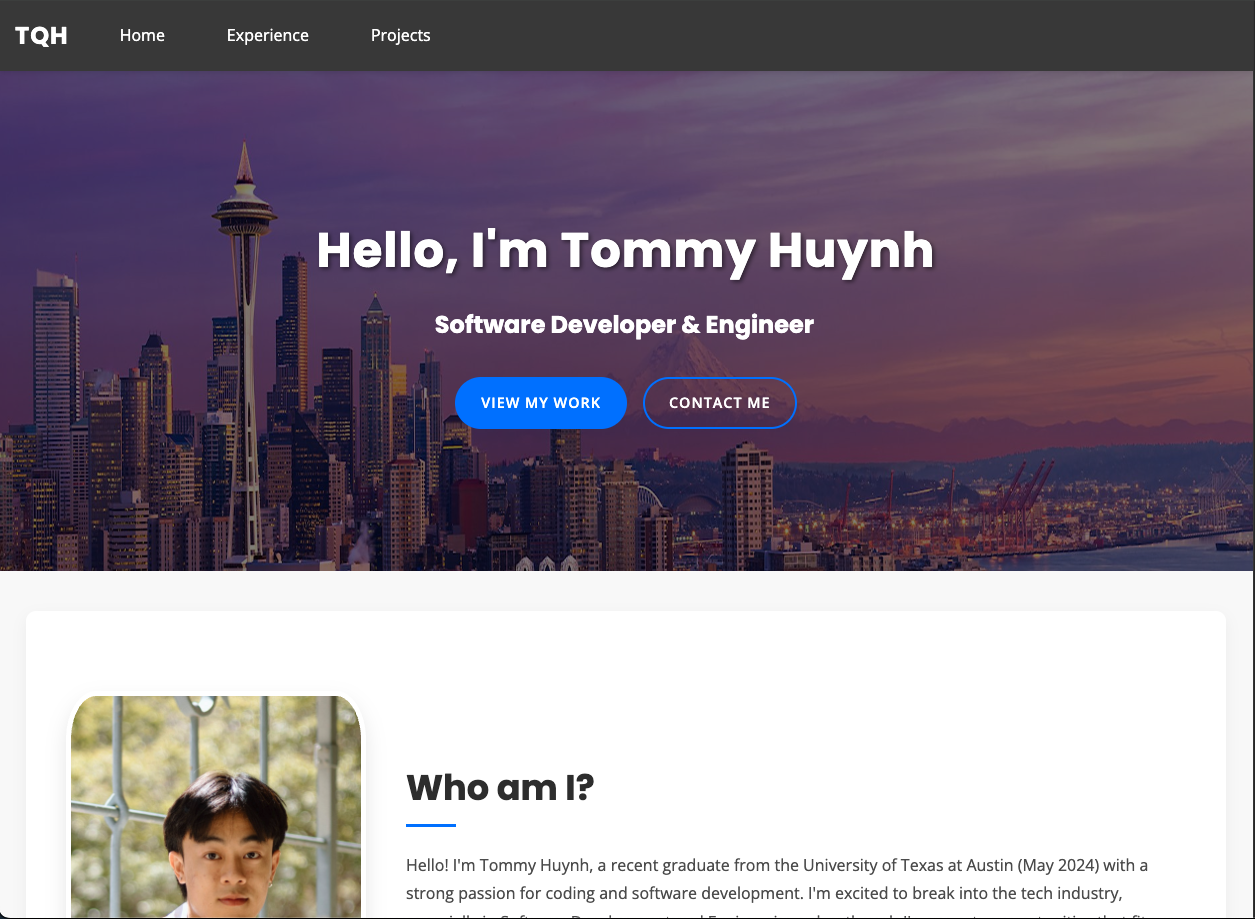 TQH Home Experience Projects
Hello, I'm Tommy Huynh
Software Developer & Engineer
VIEW MY WORK CONTACT ME
Who am I?
Hello! I'm Tommy Huynh, a recent graduate from the University of Texas at Austin (May 2024) with a
strong passion for coding and software development. I'm excited to break into the tech industry,